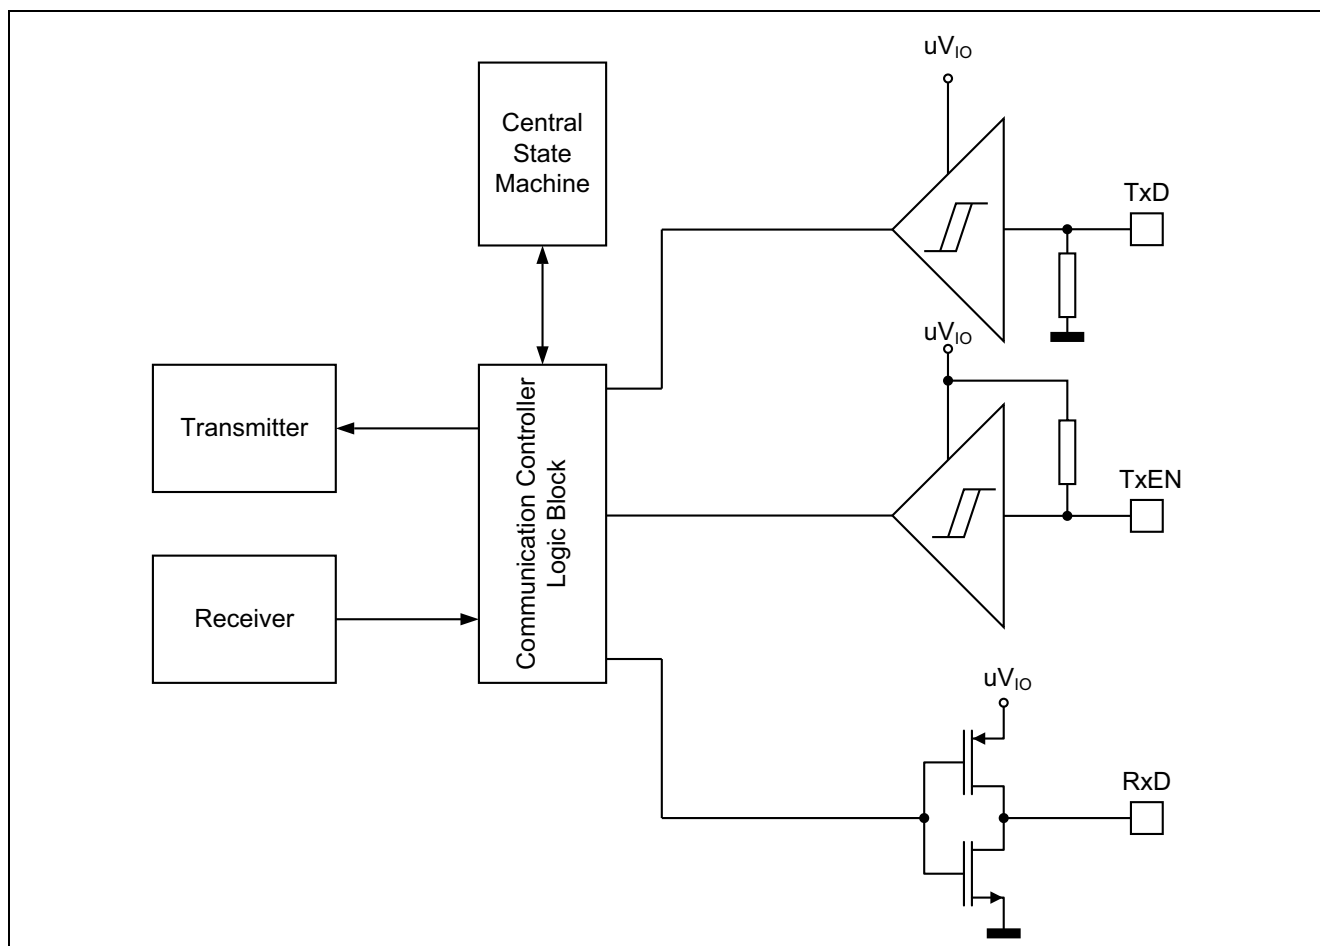 uV_IO
Central
State
Machine
TxD
uV_IO
Transmitter
TxEN
Communication Controller
Logic Block
Receiver
uV_IO
RxD